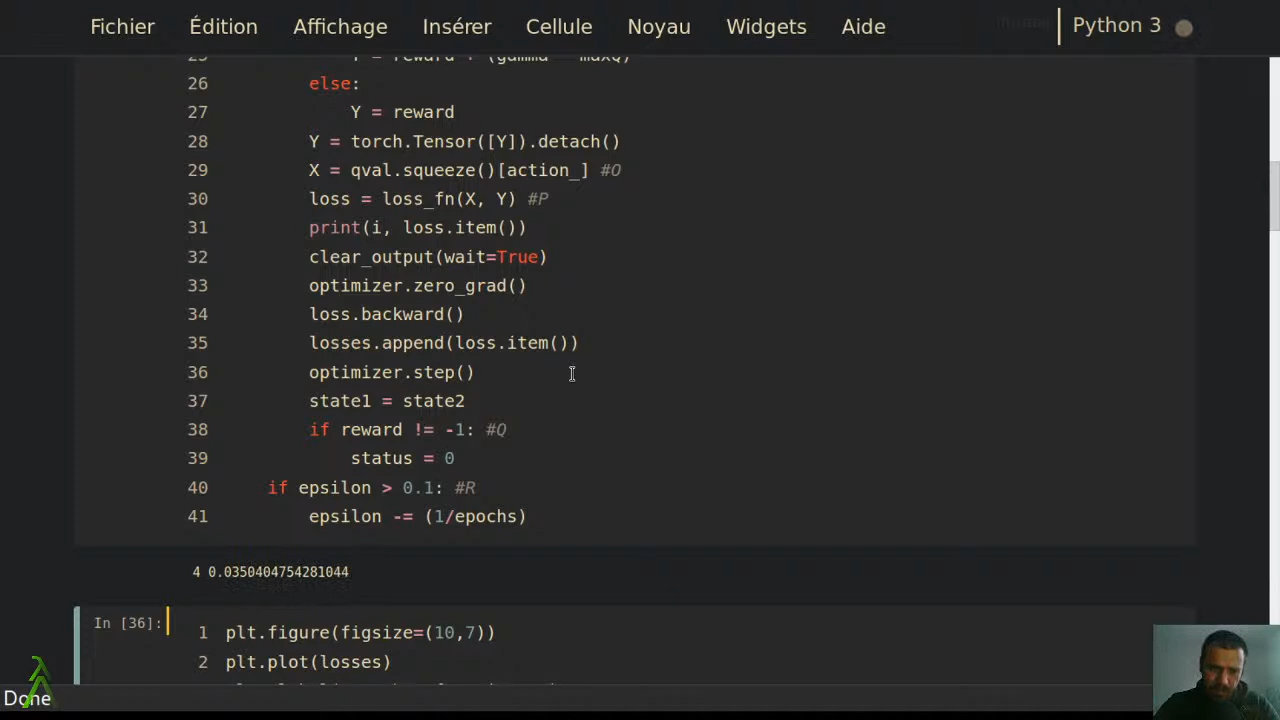 Fichier Édition Affichage Insérer Cellule Noyau Widgets Aide Python 3
26 else:
27 Y = reward
28 Y = torch.Tensor([Y]).detach()
29 X = qval.squeeze()[action_] #O
30 loss = loss_fn(X, Y) #P
31 print(i, loss.item())
32 clear_output(wait=True)
33 optimizer.zero_grad()
34 loss.backward()
35 losses.append(loss.item())
36 optimizer.step()
37 state1 = state2
38 if reward != -1: #Q
39 status = 0
40 if epsilon > 0.1: #R
41 epsilon -= (1/epochs)
4 0.0350404754281044
In [36]:
1 plt.figure(figsize=(10,7))
2 plt.plot(losses)
Done